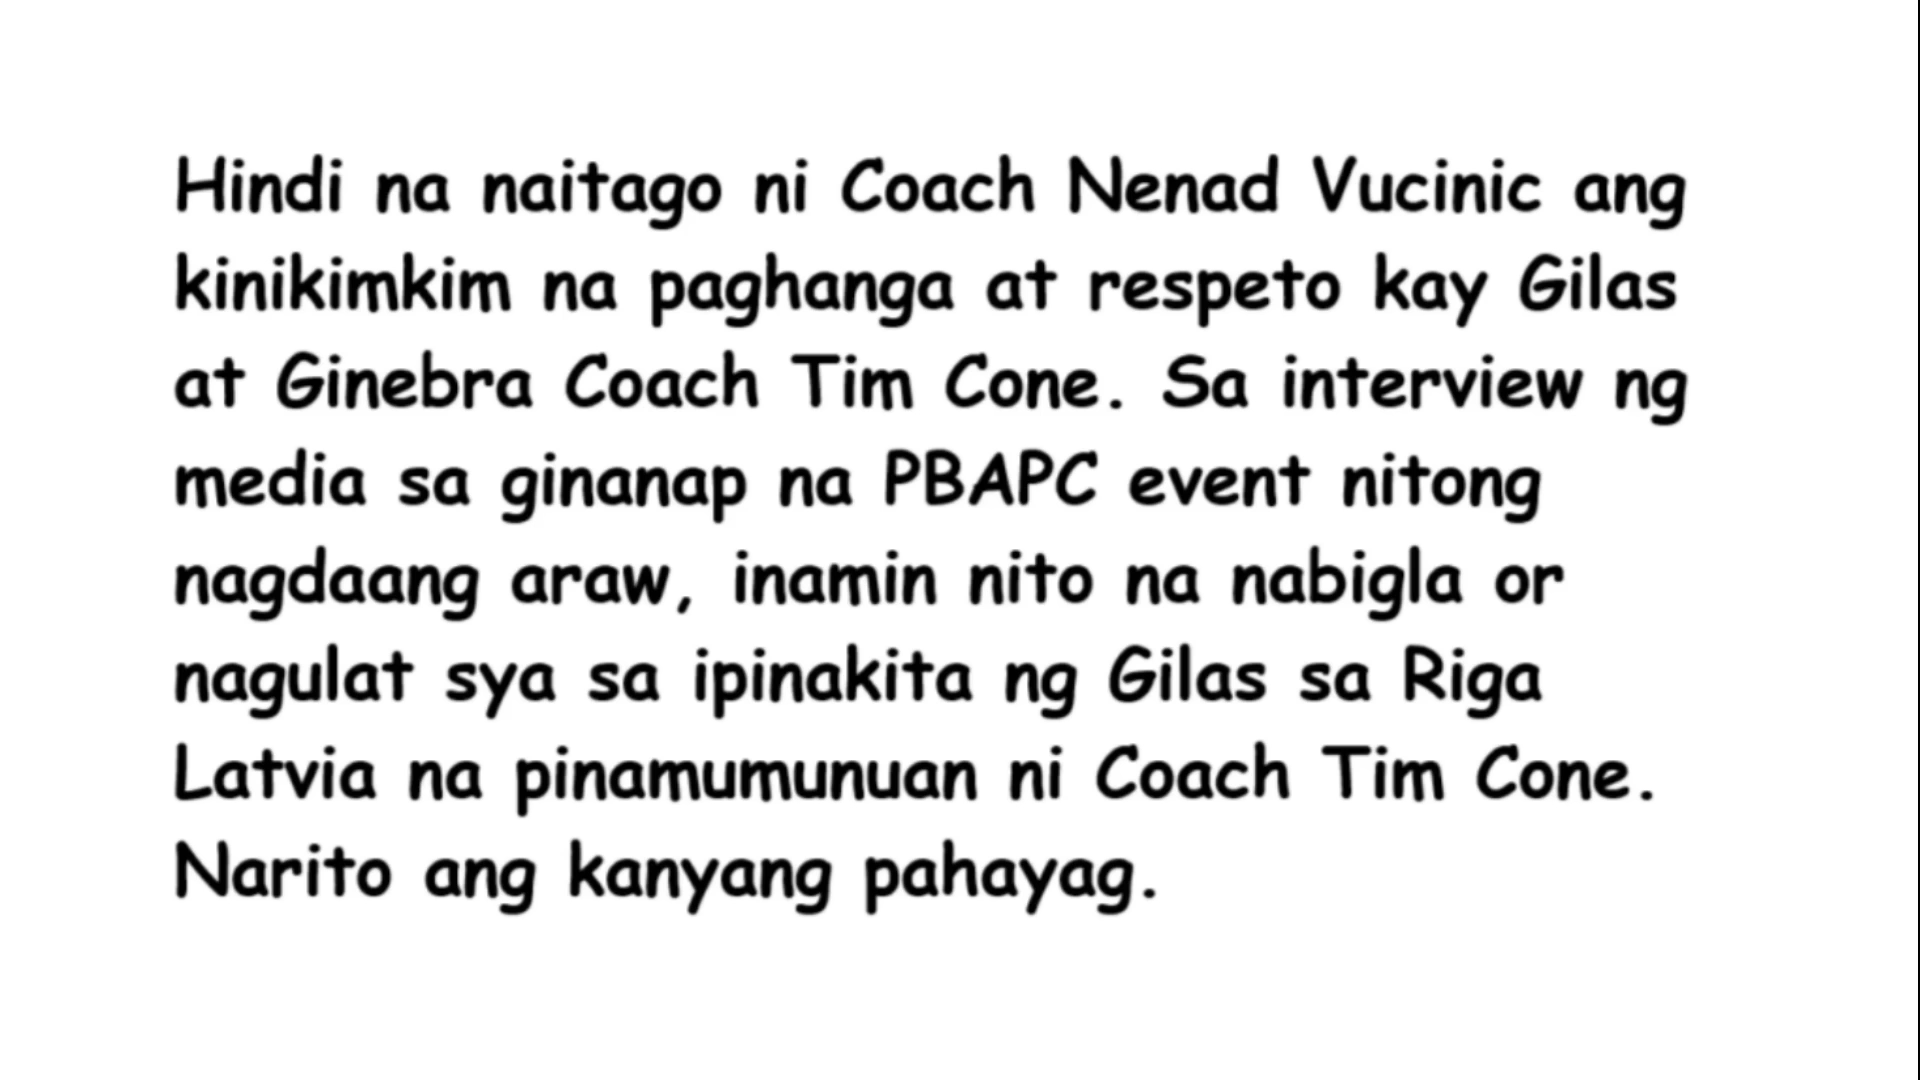 Hindi na naitago ni Coach Nenad Vucinic ang
kinikimkim na paghanga at respeto kay Gilas
at Ginebra Coach Tim Cone. Sa interview ng
media sa ginanap na PBAPC event nitong
nagdaang araw, inamin nito na nabigla or
nagulat sya sa ipinakita ng Gilas sa Riga
Latvia na pinamumunuan ni Coach Tim Cone.
Narito ang kanyang pahayag.